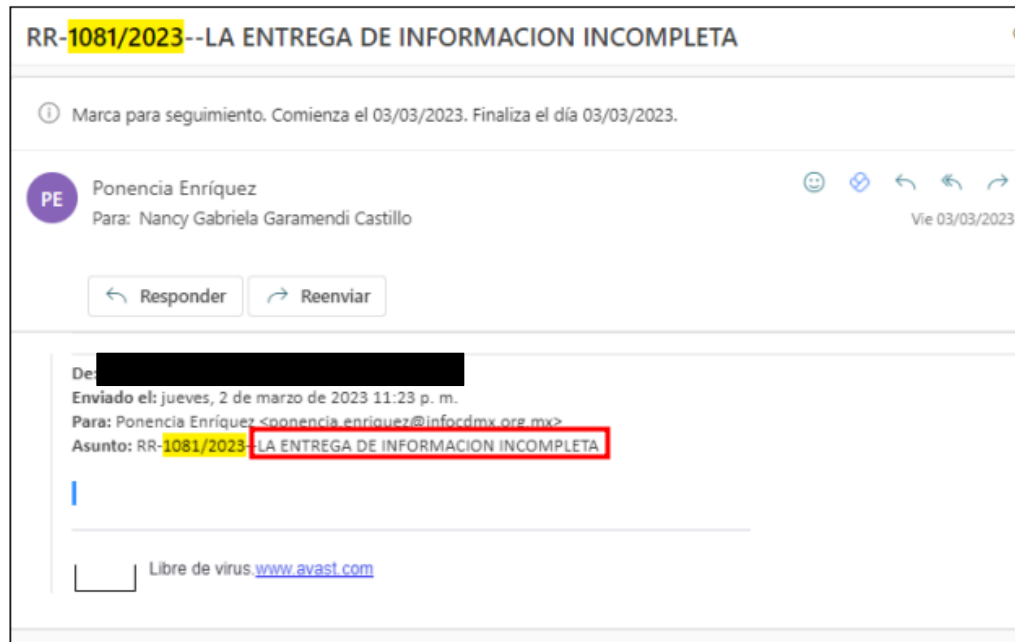 RR-1081/2023--LA ENTREGA DE INFORMACION INCOMPLETA
Marca para seguimiento. Comienza el 03/03/2023. Finaliza el día 03/03/2023.
PE
Ponencia Enríquez
Para: Nancy Gabriela Garamendi Castillo
Vie 03/03/2023
Responder
Reenviar
De:
Enviado el: jueves, 2 de marzo de 2023 11:23 p. m.
Para: Ponencia Enríquez <ponencia.enriquez@infocdmx.org.mx>
Asunto: RR-1081/2023--LA ENTREGA DE INFORMACION INCOMPLETA
Libre de virus.www.avast.com